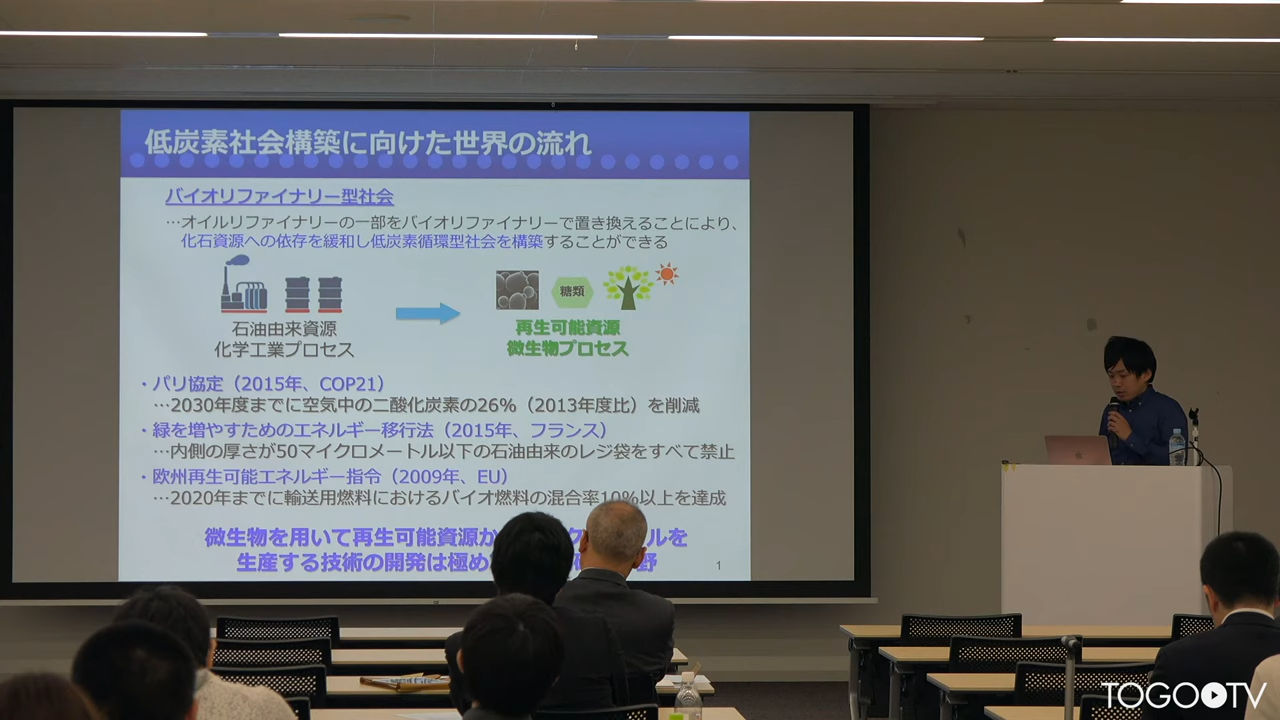 低炭素社会構築に向けた世界の流れ
バイオリファイナリー型社会
…オイルリファイナリーの一部をバイオリファイナリーで置き換えることにより、
化石資源への依存を緩和し低炭素循環型社会を構築することができる
糖類
石油由来資源
化学工業プロセス
再生可能資源
微生物プロセス
・パリ協定（2015年、COP21）
…2030年度までに空気中の二酸化炭素の26%（2013年度比）を削減
・緑を増やすためのエネルギー移行法（2015年、フランス）
…内側の厚さが50マイクロメートル以下の石油由来のレジ袋をすべて禁止
・欧州再生可能エネルギー指令（2009年、EU）
…2020年までに輸送用燃料におけるバイオ燃料の混合率10%以上を達成
微生物を用いて再生可能資源か ルを
生産する技術の開発は極め 野
1
TOGO TV